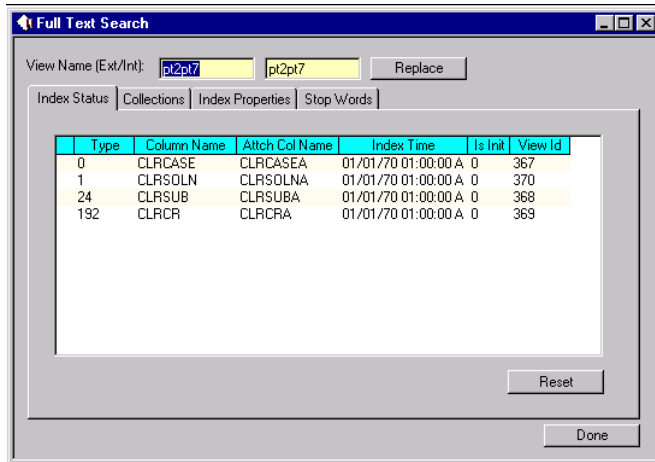 Full Text Search
View Name (Ext/Int): pt2pt7 pt2pt7 Replace
Index Status Collections Index Properties Stop Words
Type Column Name Attch Col Name Index Time Is Init View Id
0 CLRCASE CLRCASEA 01/01/70 01:00:00 A 0 367
1 CLRSOLN CLRSOLNA 01/01/70 01:00:00 A 0 370
24 CLRSUB CLRSUBA 01/01/70 01:00:00 A 0 368
192 CLRCR CLRCRA 01/01/70 01:00:00 A 0 369
Reset
Done